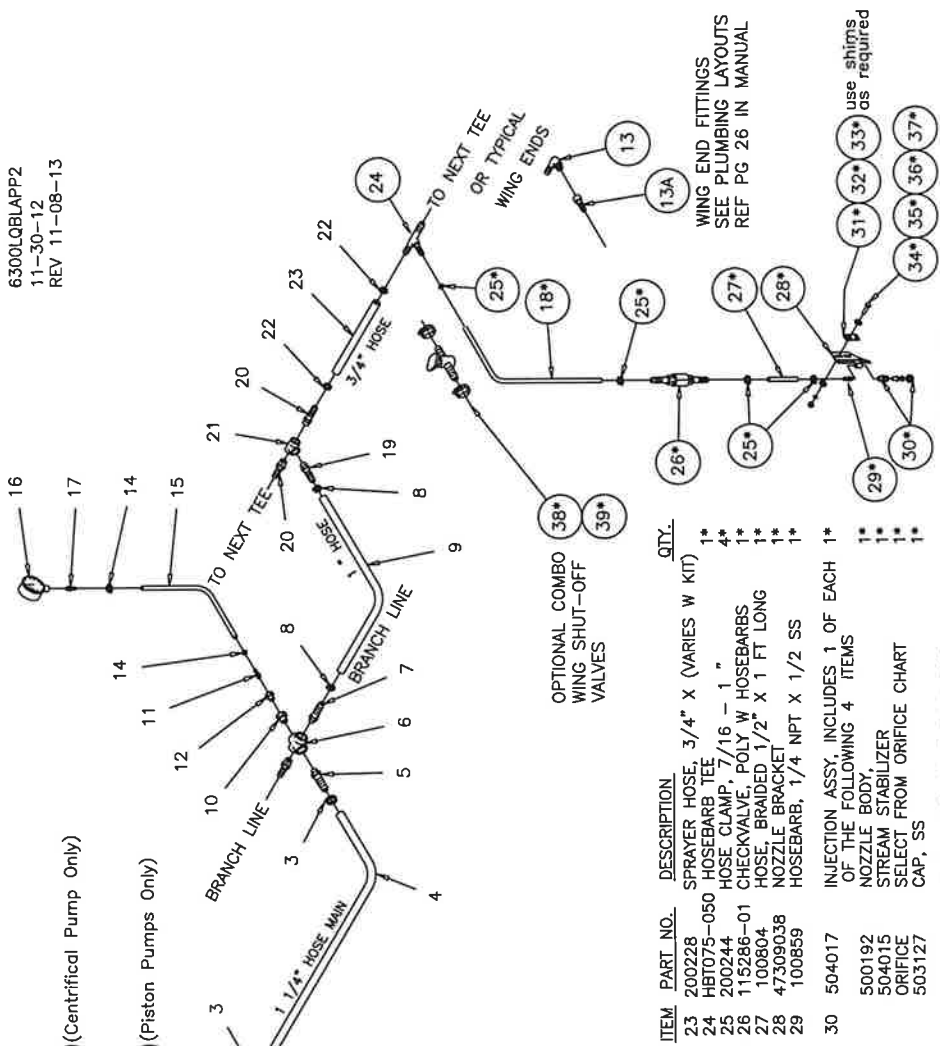 6300LQBLAPP2
11-30-12
REV 11-08-13
)(Centrifical Pump Only)
)(Piston Pumps Only)
16
17
14
15
14
11
12
10
3
4
1 1/4" HOSE MAIN
3
5
6
7
8
BRANCH LINE
BRANCH LINE
9
1 " HOSE
8
19
20
TO NEXT TEE
21
20
22
23
3/4" HOSE
22
24
TO NEXT TEE
OR TYPICAL
WING ENDS
13
13A
WING END FITTINGS
SEE PLUMBING LAYOUTS
REF PG 26 IN MANUAL
25*
18*
25*
26*
25*
27*
28*
29*
30*
31*
32*
33*
use shims
as required
34*
35*
36*
37*
38*
39*
OPTIONAL COMBO
WING SHUT-OFF
VALVES
ITEM PART NO. DESCRIPTION QTY.
23 200228 SPRAYER HOSE, 3/4" X (VARIES W KIT)
24 HBT075-050 HOSEBARB TEE 1*
25 200244 HOSE CLAMP, 7/16 - 1 " 4*
26 115286-01 CHECKVALVE, POLY W HOSEBARBS 1*
27 100804 HOSE, BRAIDED 1/2" X 1 FT LONG 1*
28 47309038 NOZZLE BRACKET 1*
29 100859 HOSEBARB, 1/4 NPT X 1/2 SS 1*
30 504017 INJECTION ASSY, INCLUDES 1 OF EACH 1*
OF THE FOLLOWING 4 ITEMS
500192 NOZZLE BODY, 1*
504015 STREAM STABILIZER 1*
ORIFICE SELECT FROM ORIFICE CHART 1*
503127 CAP, SS 1*